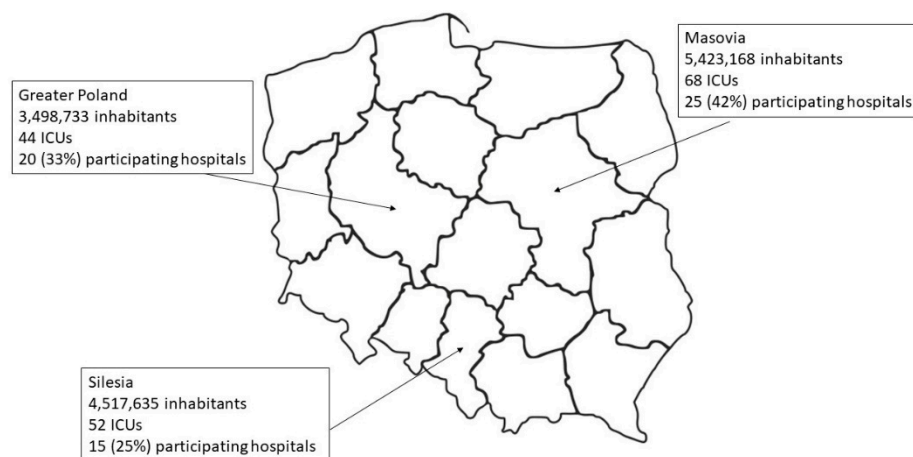 Masovia
5,423,168 inhabitants
68 ICUs
25 (42%) participating hospitals
Greater Poland
3,498,733 inhabitants
44 ICUs
20 (33%) participating hospitals
Silesia
4,517,635 inhabitants
52 ICUs
15 (25%) participating hospitals